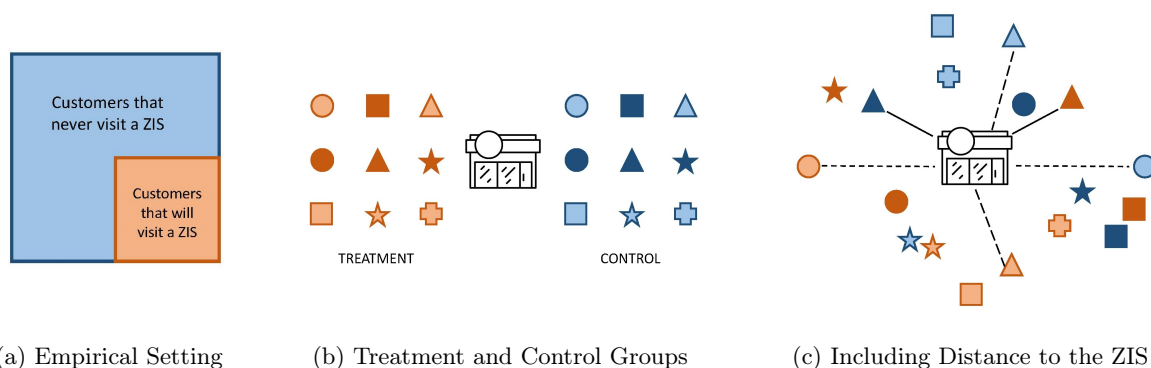 Customers that
never visit a ZIS
Customers
that will
visit a ZIS
TREATMENT
CONTROL
(a) Empirical Setting
(b) Treatment and Control Groups
(c) Including Distance to the ZIS